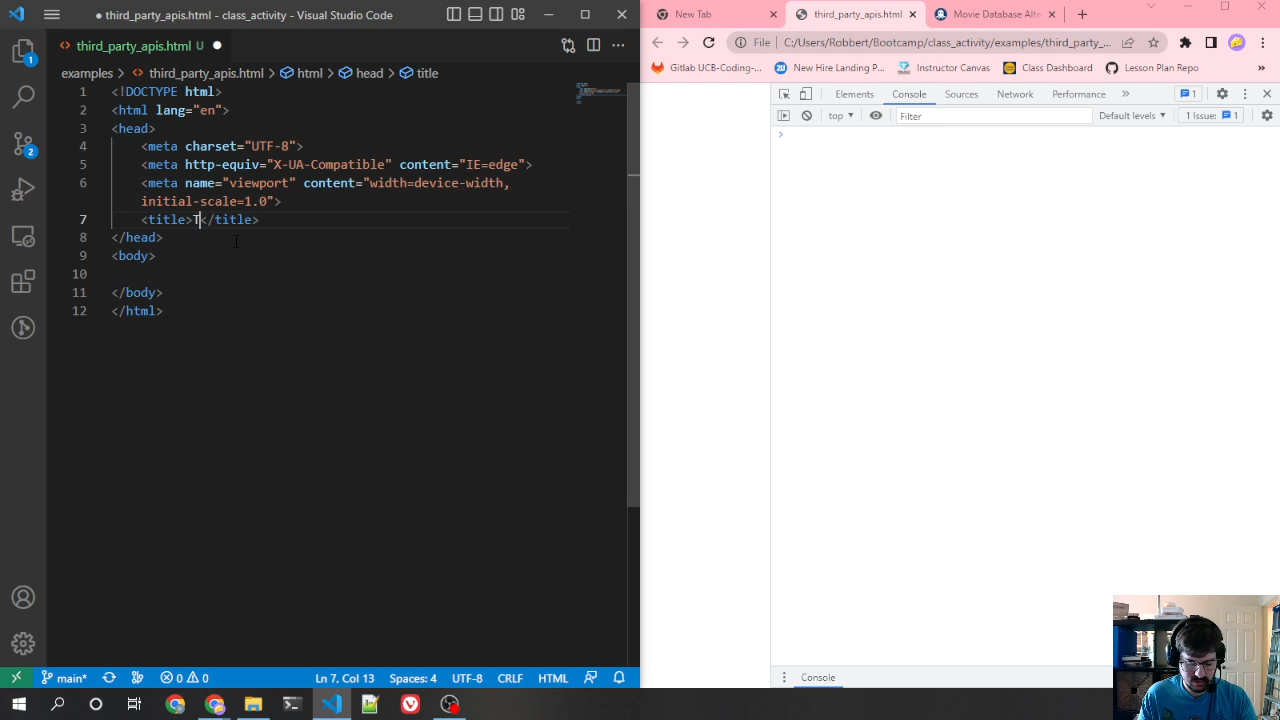 third_party_apis.html - class_activity - Visual Studio Code
third_party_apis.html U
examples > third_party_apis.html > html > head > title
1 <!DOCTYPE html>
2 <html lang="en">
3 <head>
4 <meta charset="UTF-8">
5 <meta http-equiv="X-UA-Compatible" content="IE=edge">
6 <meta name="viewport" content="width=device-width,
initial-scale=1.0">
7 <title>T</title>
8 </head>
9 <body>
10
11 </body>
12 </html>
1
2
main*
0 0
Ln 7, Col 13
Spaces: 4
UTF-8
CRLF
HTML
New Tab
third_party_apis.html
Movie Database Alte
File C:/Users/Robbert/Bootcamp/class_activity/examples/third_party_...
Gitlab UCB-Coding-...
New Hire Landing P...
Instructor Canvas
Class Dashboard
Lesson Plan Repo
Elements
Console
Sources
Network
Performance
1
top
Filter
Default levels
1 Issue: 1
Console